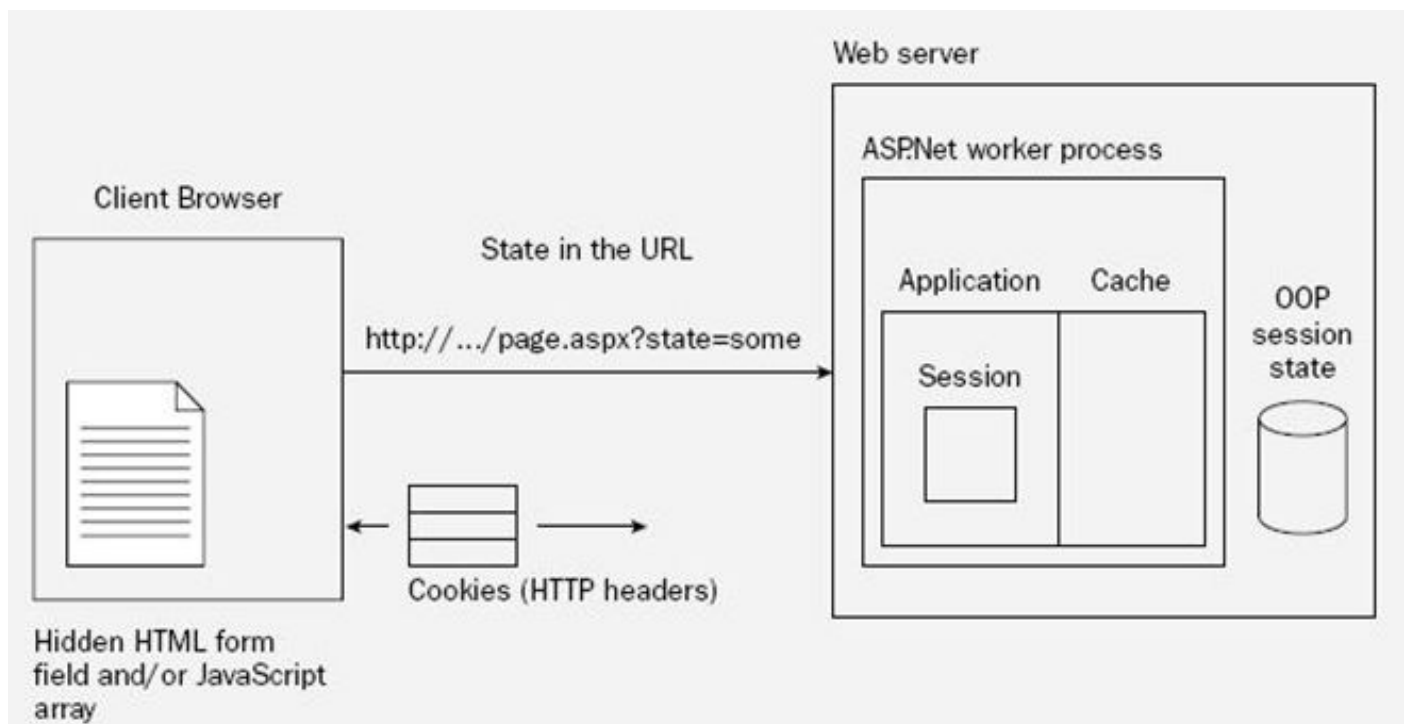 Web server
ASP.Net worker process
Client Browser
State in the URL
Application
Cache
OOP
session
state
http://.../page.aspx?state=some
Session
Cookies (HTTP headers)
Hidden HTML form
field and/or JavaScript
array